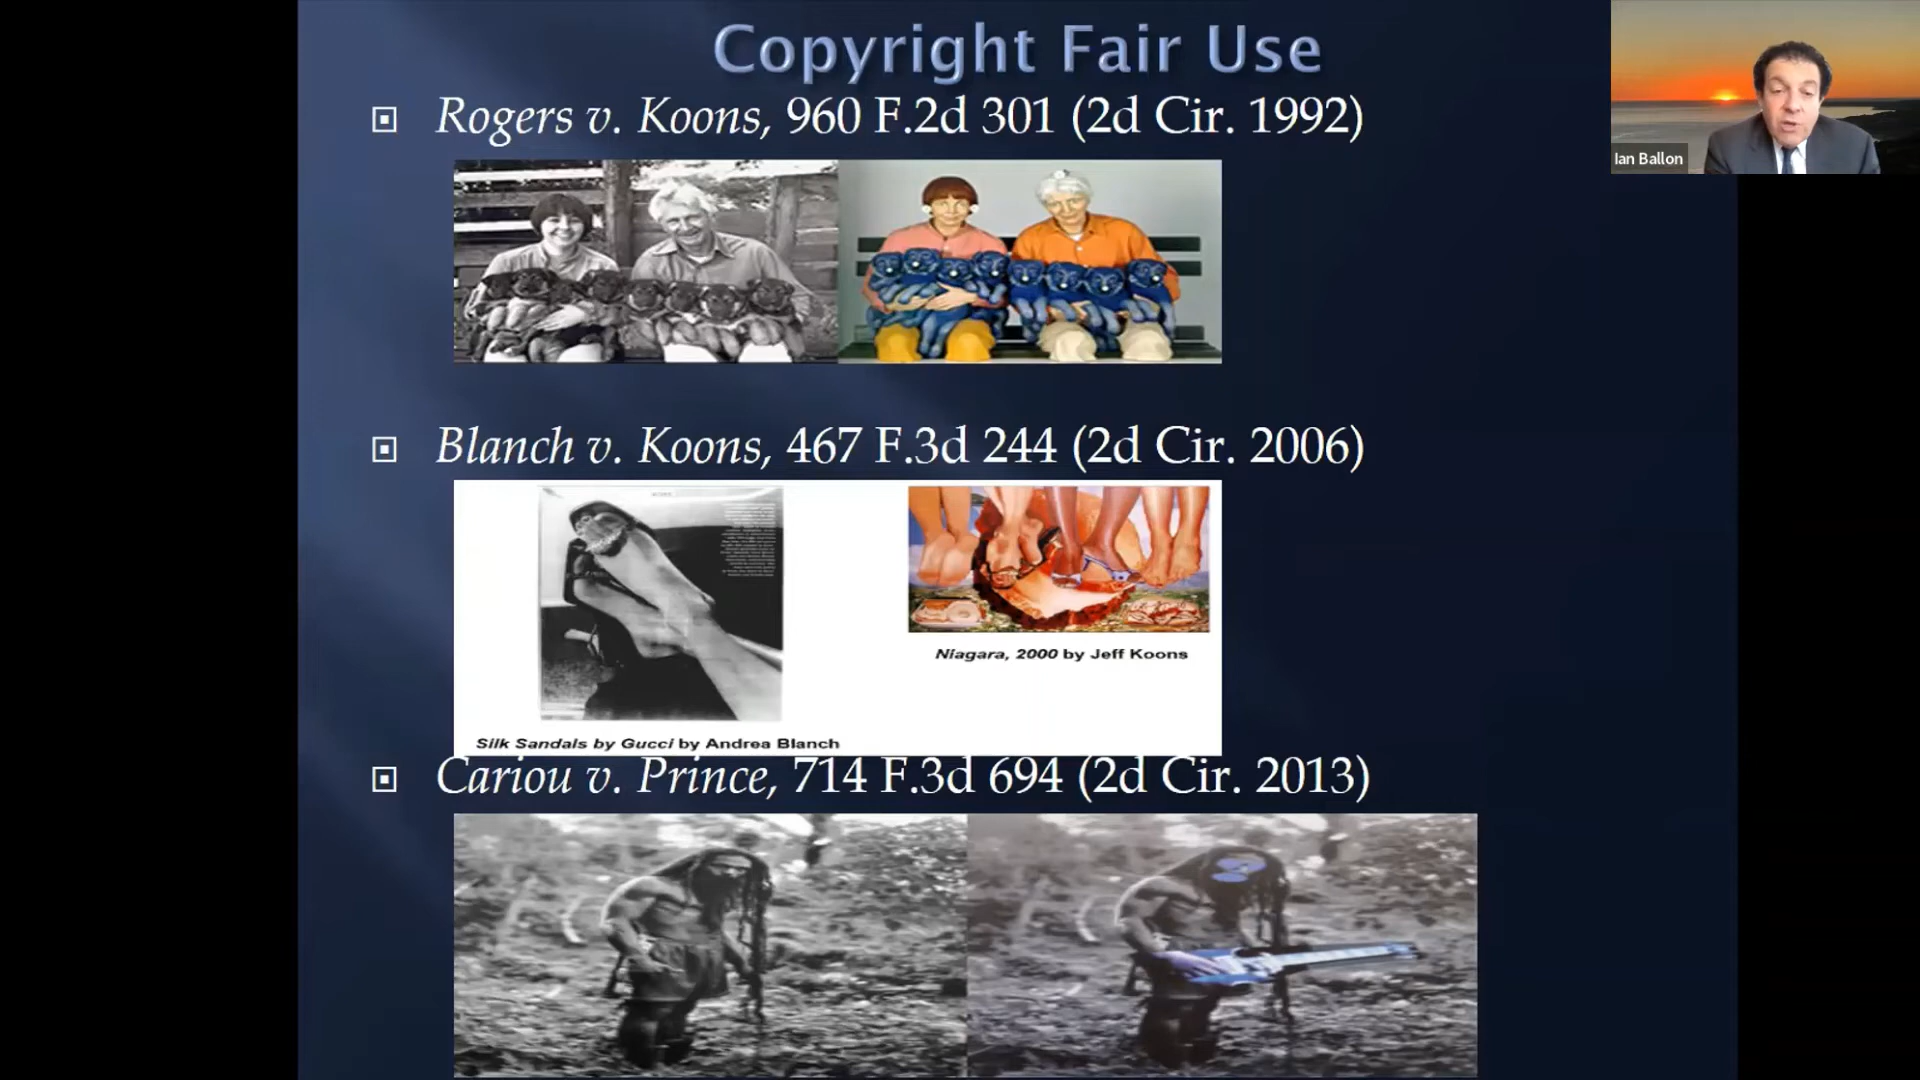 Copyright Fair Use
Rogers v. Koons, 960 F.2d 301 (2d Cir. 1992)
Ian Ballon
Blanch v. Koons, 467 F.3d 244 (2d Cir. 2006)
Niagara, 2000 by Jeff Koons
Silk Sandals by Gucci by Andrea Blanch
Cariou v. Prince, 714 F.3d 694 (2d Cir. 2013)